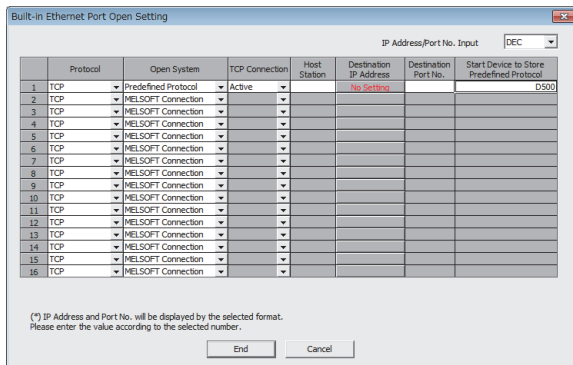 Built-in Ethernet Port Open Setting
IP Address/Port No. Input DEC
Protocol Open System TCP Connection Host Station Destination IP Address Destination Port No. Start Device to Store Predefined Protocol
1 TCP Predefined Protocol Active No Setting D500
2 TCP MELSOFT Connection
3 TCP MELSOFT Connection
4 TCP MELSOFT Connection
5 TCP MELSOFT Connection
6 TCP MELSOFT Connection
7 TCP MELSOFT Connection
8 TCP MELSOFT Connection
9 TCP MELSOFT Connection
10 TCP MELSOFT Connection
11 TCP MELSOFT Connection
12 TCP MELSOFT Connection
13 TCP MELSOFT Connection
14 TCP MELSOFT Connection
15 TCP MELSOFT Connection
16 TCP MELSOFT Connection
(*) IP Address and Port No. will be displayed by the selected format.
Please enter the value according to the selected number.
End Cancel